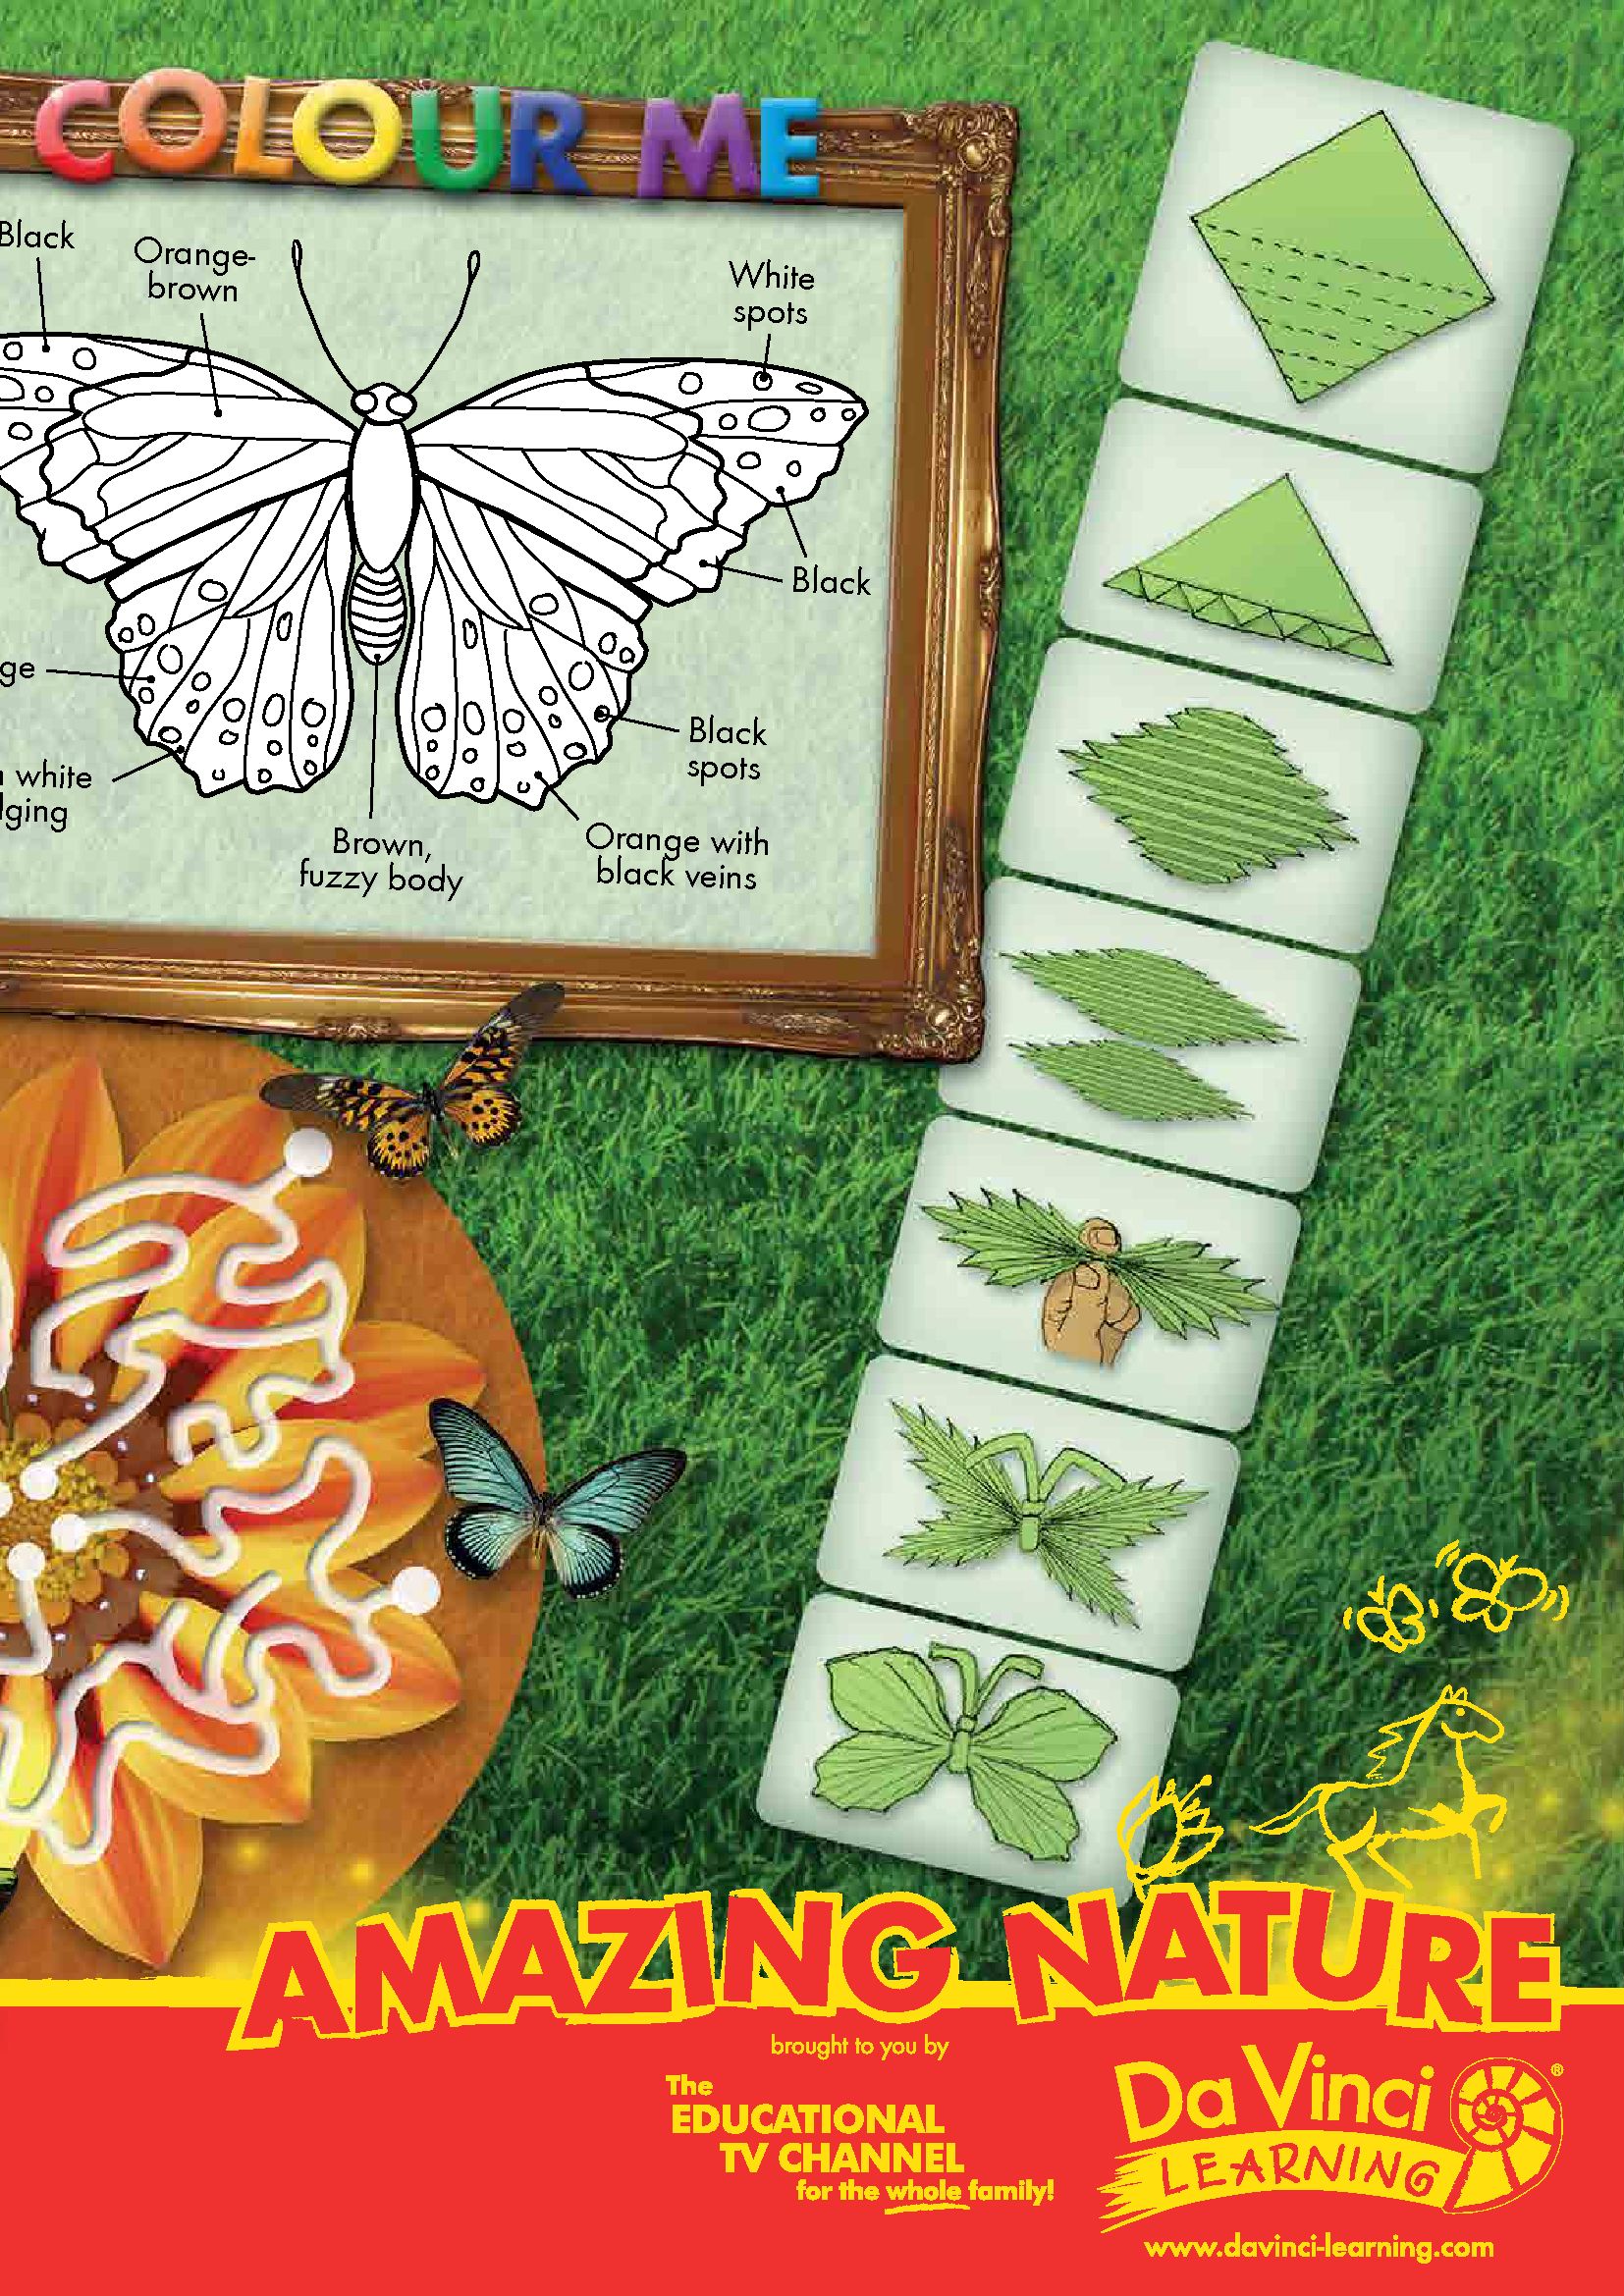 COLOUR ME
Black
Orange-
brown
White
spots
Black
ge
Black
spots
white
ging
Brown,
fuzzy body
Orange with
black veins
AMAZING NATURE
brought to you by
The
EDUCATIONAL
TV CHANNEL
for the whole family!
Da Vinci
LEARNING
®
www.davinci-learning.com